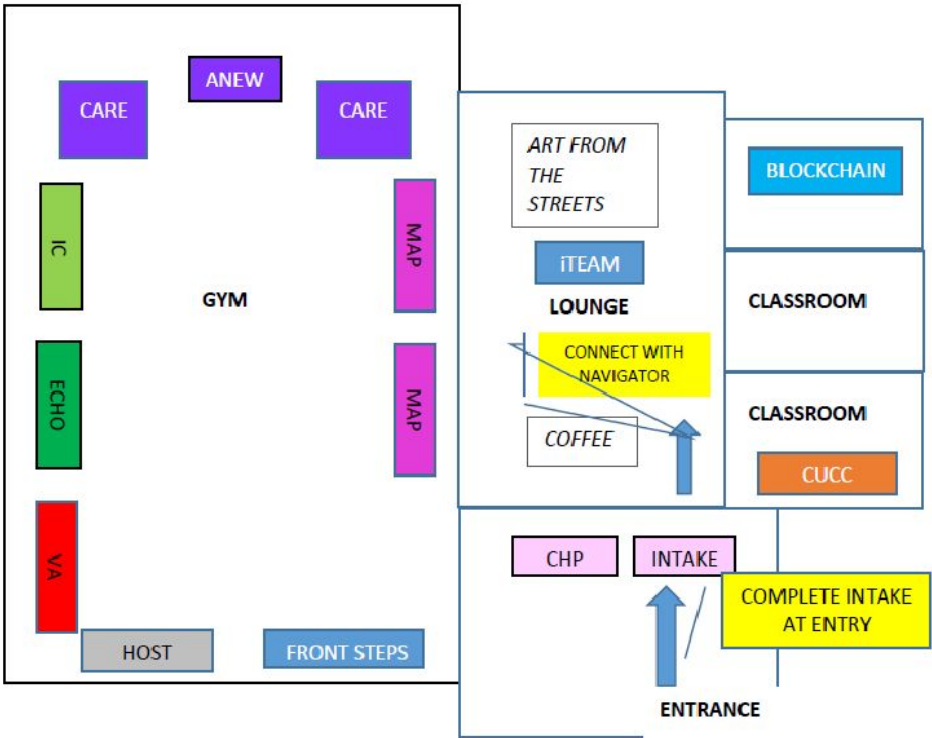 ANEW
CARE
CARE
IC
MAP
GYM
ECHO
MAP
VA
HOST
FRONT STEPS
ART FROM
THE
STREETS
iTEAM
LOUNGE
CONNECT WITH
NAVIGATOR
COFFEE
BLOCKCHAIN
CLASSROOM
CLASSROOM
CUCC
CHP
INTAKE
COMPLETE INTAKE
AT ENTRY
ENTRANCE